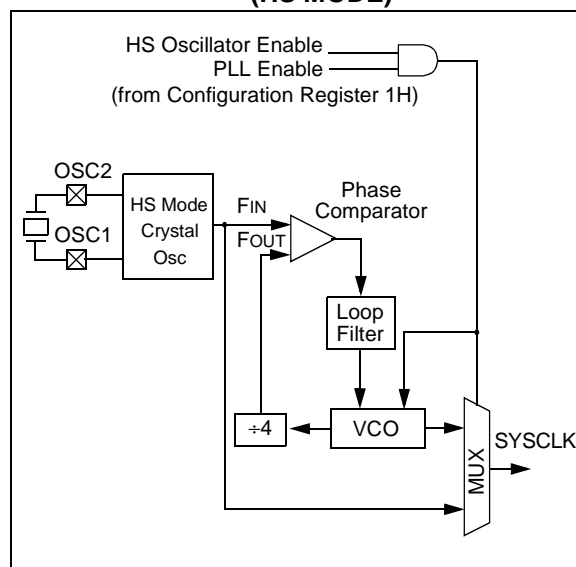 (HS MODE)
HS Oscillator Enable
PLL Enable
(from Configuration Register 1H)
OSC2
OSC1
HS Mode
Crystal
Osc
FIN
FOUT
Phase
Comparator
Loop
Filter
÷4
VCO
MUX
SYSCLK